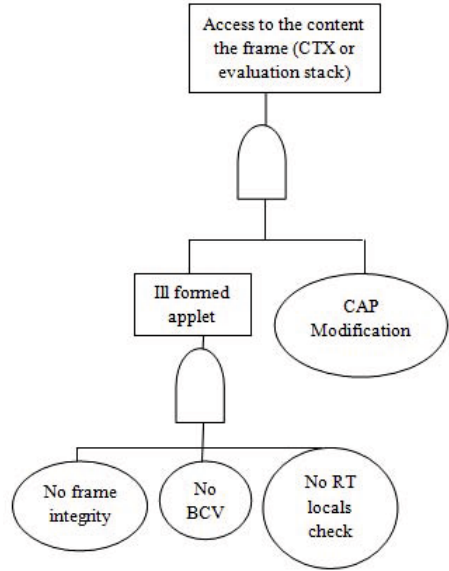 Access to the content
the frame (CTX or
evaluation stack)
Ill formed
applet
CAP
Modification
No frame
integrity
No
BCV
No RT
locals
check